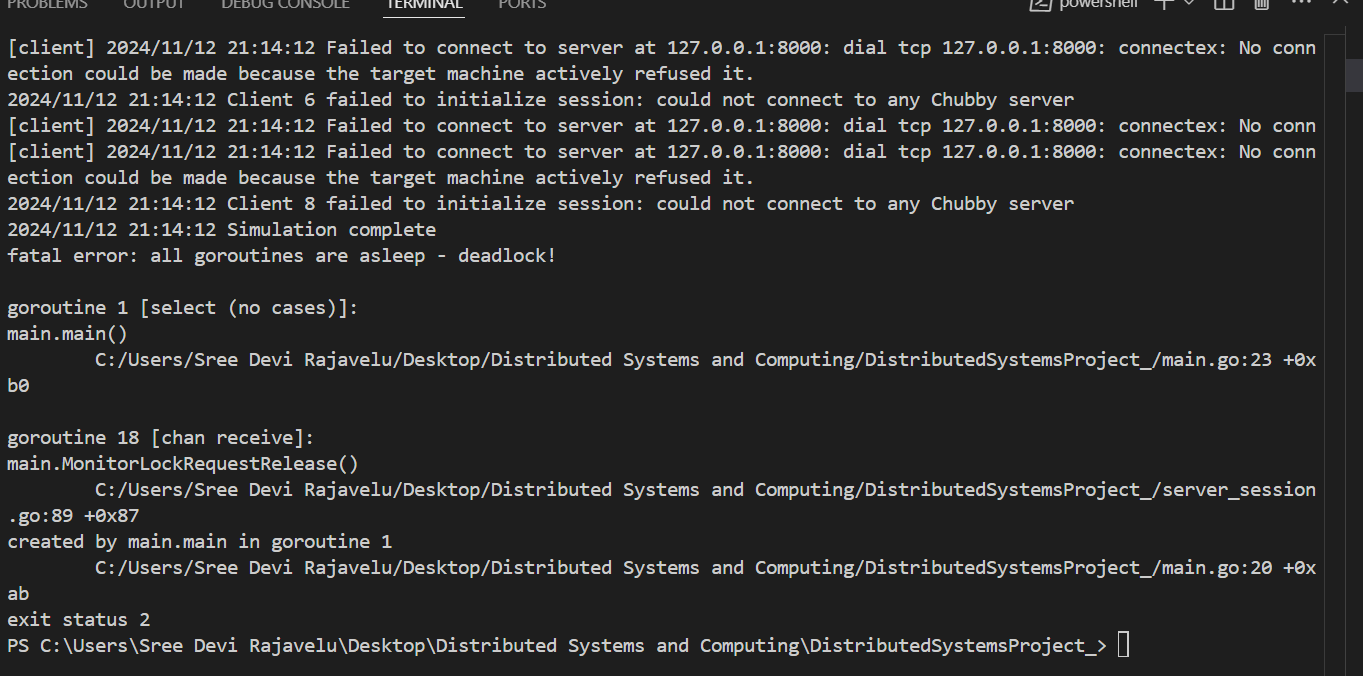 PROBLEMS OUTPUT DEBUG CONSOLE TERMINAL PORTS powershell
[client] 2024/11/12 21:14:12 Failed to connect to server at 127.0.0.1:8000: dial tcp 127.0.0.1:8000: connectex: No conn
ection could be made because the target machine actively refused it.
2024/11/12 21:14:12 Client 6 failed to initialize session: could not connect to any Chubby server
[client] 2024/11/12 21:14:12 Failed to connect to server at 127.0.0.1:8000: dial tcp 127.0.0.1:8000: connectex: No conn
[client] 2024/11/12 21:14:12 Failed to connect to server at 127.0.0.1:8000: dial tcp 127.0.0.1:8000: connectex: No conn
ection could be made because the target machine actively refused it.
2024/11/12 21:14:12 Client 8 failed to initialize session: could not connect to any Chubby server
2024/11/12 21:14:12 Simulation complete
fatal error: all goroutines are asleep - deadlock!
goroutine 1 [select (no cases)]:
main.main()
C:/Users/Sree Devi Rajavelu/Desktop/Distributed Systems and Computing/DistributedSystemsProject_/main.go:23 +0x
b0
goroutine 18 [chan receive]:
main.MonitorLockRequestRelease()
C:/Users/Sree Devi Rajavelu/Desktop/Distributed Systems and Computing/DistributedSystemsProject_/server_session
.go:89 +0x87
created by main.main in goroutine 1
C:/Users/Sree Devi Rajavelu/Desktop/Distributed Systems and Computing/DistributedSystemsProject_/main.go:20 +0x
ab
exit status 2
PS C:\Users\Sree Devi Rajavelu\Desktop\Distributed Systems and Computing\DistributedSystemsProject_>